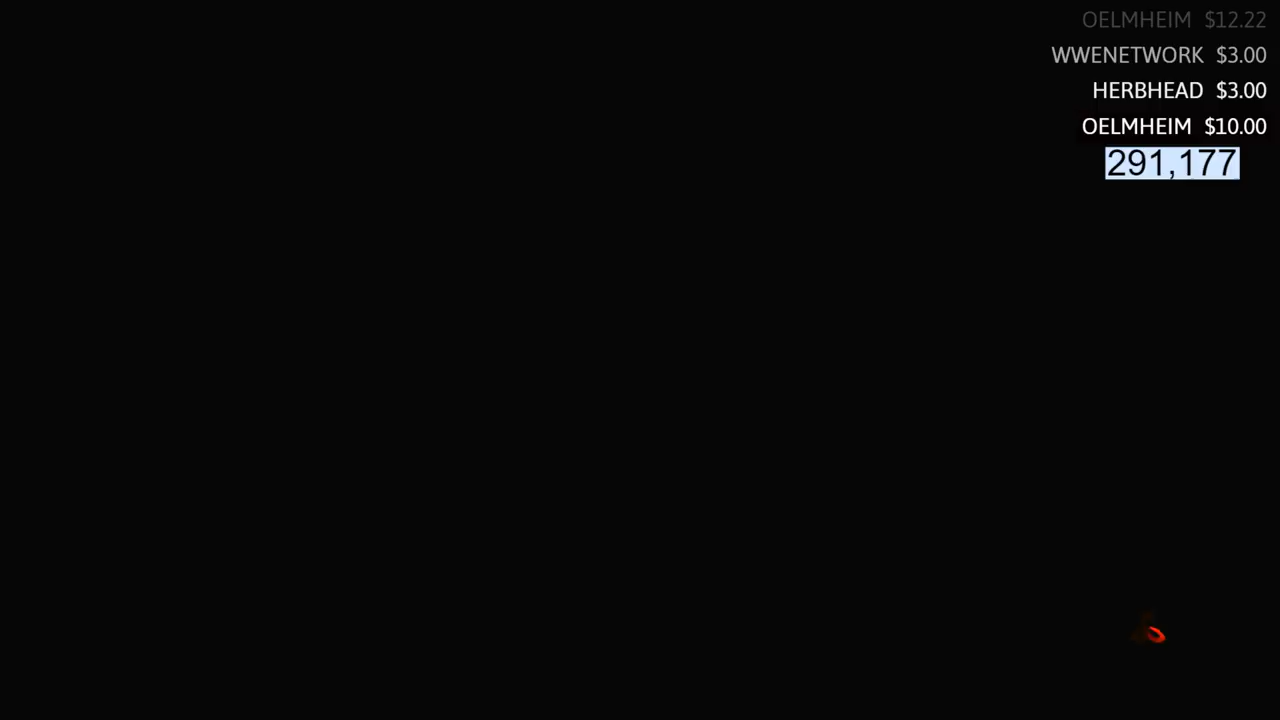 OELMHEIM $12.22
WWENETWORK $3.00
HERBHEAD $3.00
OELMHEIM $10.00
291,177